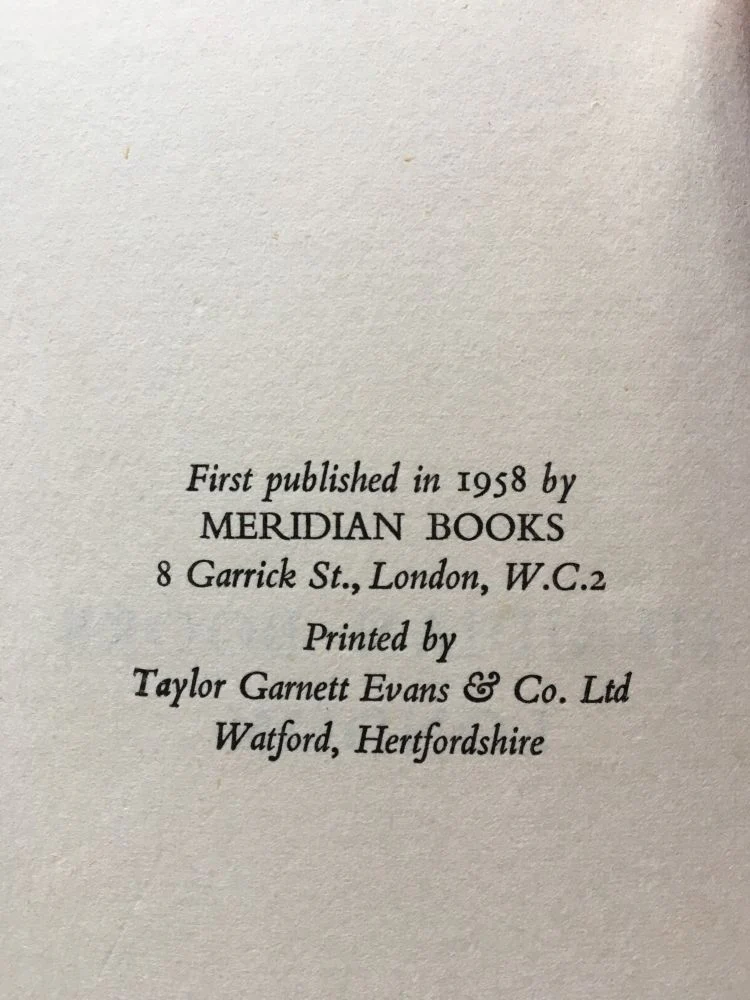 First published in 1958 by
MERIDIAN BOOKS
8 Garrick St., London, W.C.2
Printed by
Taylor Garnett Evans & Co. Ltd
Watford, Hertfordshire